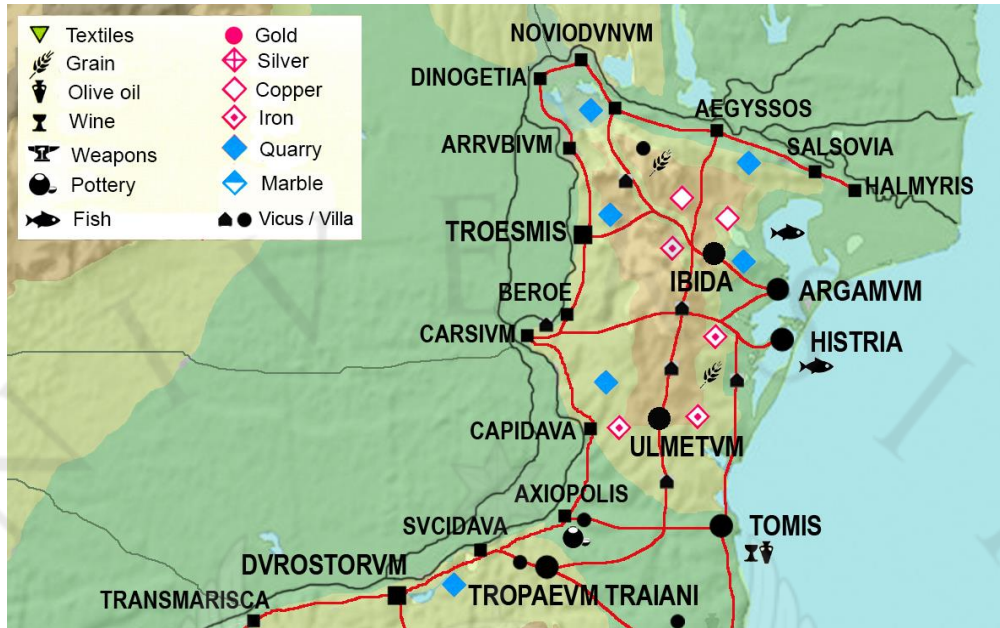 Textiles
Grain
Olive oil
Wine
Weapons
Pottery
Fish
Gold
Silver
Copper
Iron
Quarry
Marble
Vicus / Villa
NOVIODVNVM
DINOGETIA
AEGYSSOS
ARRVBIVM
SALSOVIA
HALMYRIS
TROESMIS
IBIDA
ARGAMVM
BEROE
CARSIVM
HISTRIA
CAPIDAVA
ULMETVM
AXIOPOLIS
SVCIDAVA
TOMIS
DVROSTORVM
TROPAEVM TRAIANI
TRANSMARISCA